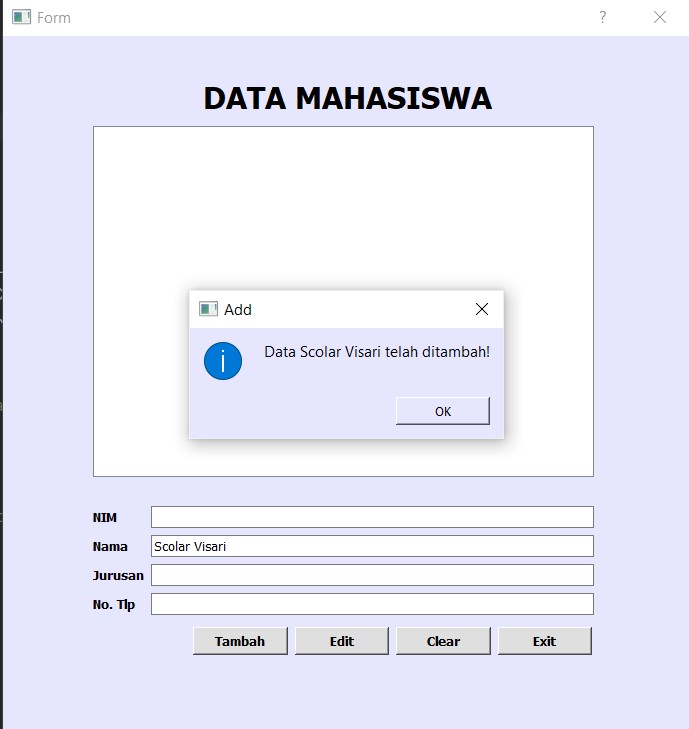 Form
?
DATA MAHASISWA
Add
i
Data Scolar Visari telah ditambah!
OK
NIM
Nama Scolar Visari
Jurusan
No. Tlp
Tambah Edit Clear Exit